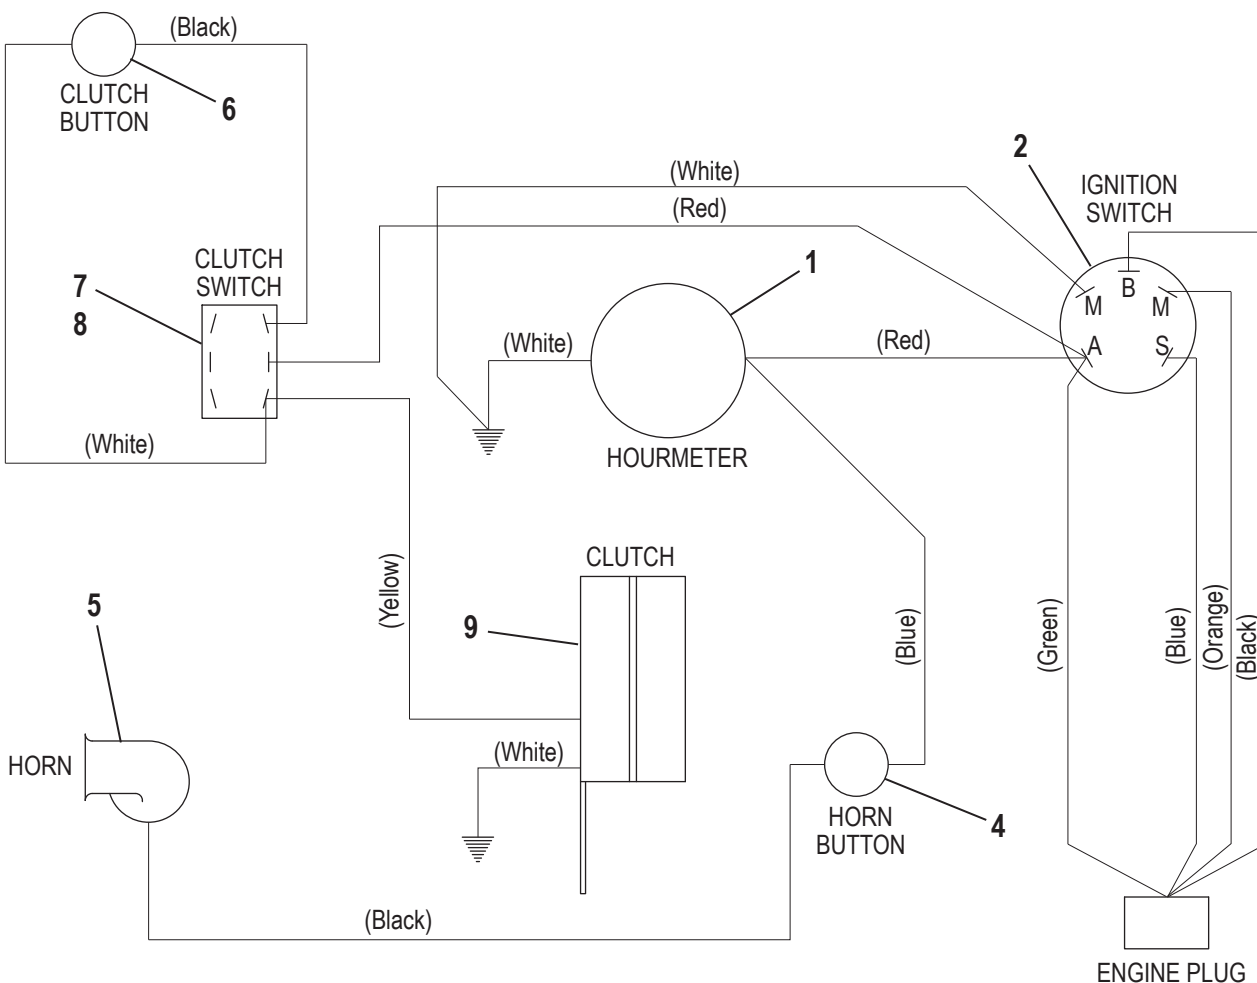 (Black)
CLUTCH
BUTTON
6
2
(White)
IGNITION
SWITCH
(Red)
CLUTCH
SWITCH
7
8
1
B
M
M
(White)
(Red)
A
S
(White)
HOURMETER
CLUTCH
(Yellow)
5
9
(Blue)
(Green)
(Blue)
(Orange)
(Black)
HORN
(White)
HORN
BUTTON
4
(Black)
ENGINE PLUG